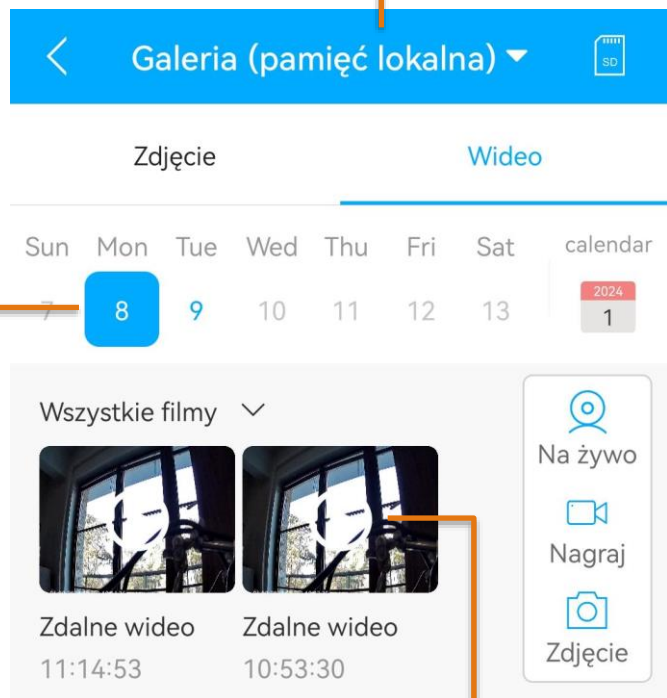 Galeria (pamięć lokalna)
SD
Zdjęcie Wideo
Sun Mon Tue Wed Thu Fri Sat calendar
7 8 9 10 11 12 13 2024
1
Wszystkie filmy
Na żywo
Nagraj
Zdjęcie
Zdalne wideo Zdalne wideo
11:14:53 10:53:30